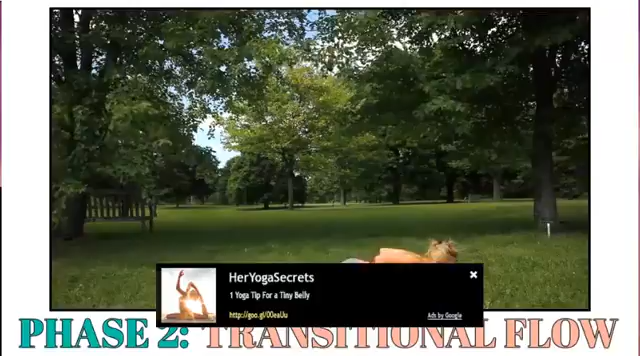 HerYogaSecrets
1 Yoga Tip For a Tiny Belly
http://goo.gl/00eaUu
Ads by Google
PHASE 2: TRANSITIONAL FLOW